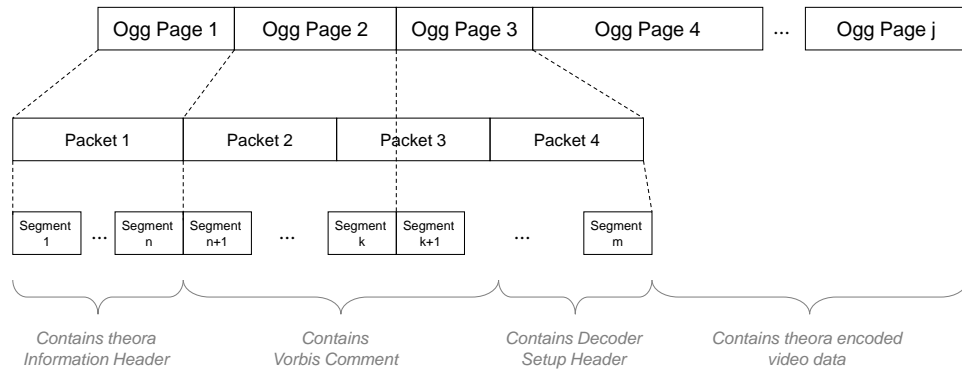 Ogg Page 1 Ogg Page 2 Ogg Page 3 Ogg Page 4 ... Ogg Page j
Packet 1 Packet 2 Packet 3 Packet 4
Segment Segment Segment Segment Segment Segment
1 ... n n+1 ... k k+1 ... m
Contains theora Contains Contains Decoder Contains theora encoded
Information Header Vorbis Comment Setup Header video data